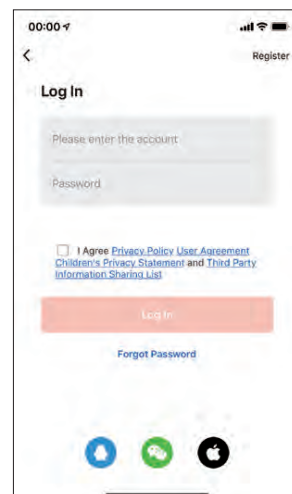 00:00
Register
Log In
Please enter the account
Password
I Agree Privacy Policy User Agreement
Children's Privacy Statement and Third Party
Information Sharing List
Log In
Forgot Password